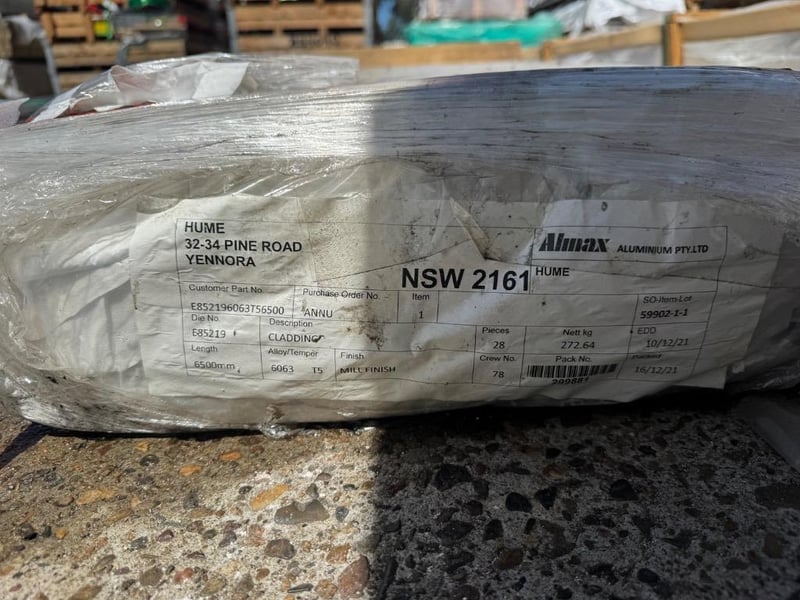 HUME
32-34 PINE ROAD
YENNORA
NSW 2161
Almax ALUMINIUM PTY.LTD
HUME
Customer Part No. Purchase Order No. Item SO-Item-Lot
E852196063T56500 ANNU 1 59902-1-1
Die No. Description Pieces Nett kg EDD
E85219 CLADDING 28 272.64 10/12/21
Length Alloy/Temper Finish Crew No. Pack No. Packed
6500mm 6063 T5 MILL FINISH 78 16/12/21
209881